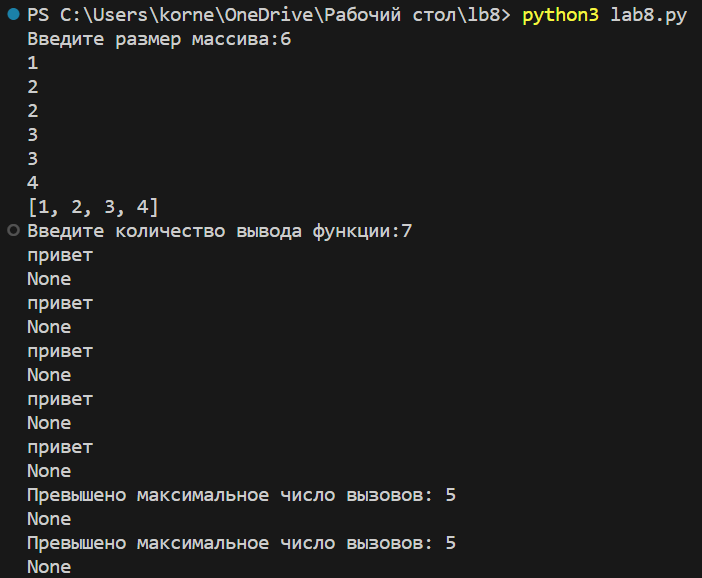 PS C:\Users\korne\OneDrive\Рабочий стол\lb8> python3 lab8.py
Введите размер массива:6
1
2
2
3
3
4
[1, 2, 3, 4]
Введите количество вывода функции:7
привет
None
привет
None
привет
None
привет
None
привет
None
Превышено максимальное число вызовов: 5
None
Превышено максимальное число вызовов: 5
None